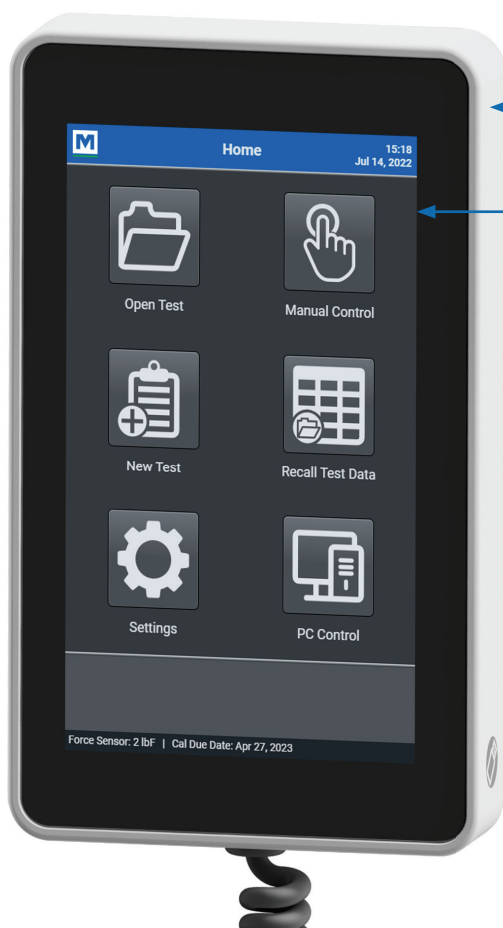 M
Home
15:18
Jul 14, 2022
Open Test
Manual Control
New Test
Recall Test Data
Settings
PC Control
Force Sensor: 2 lbF | Cal Due Date: Apr 27, 2023